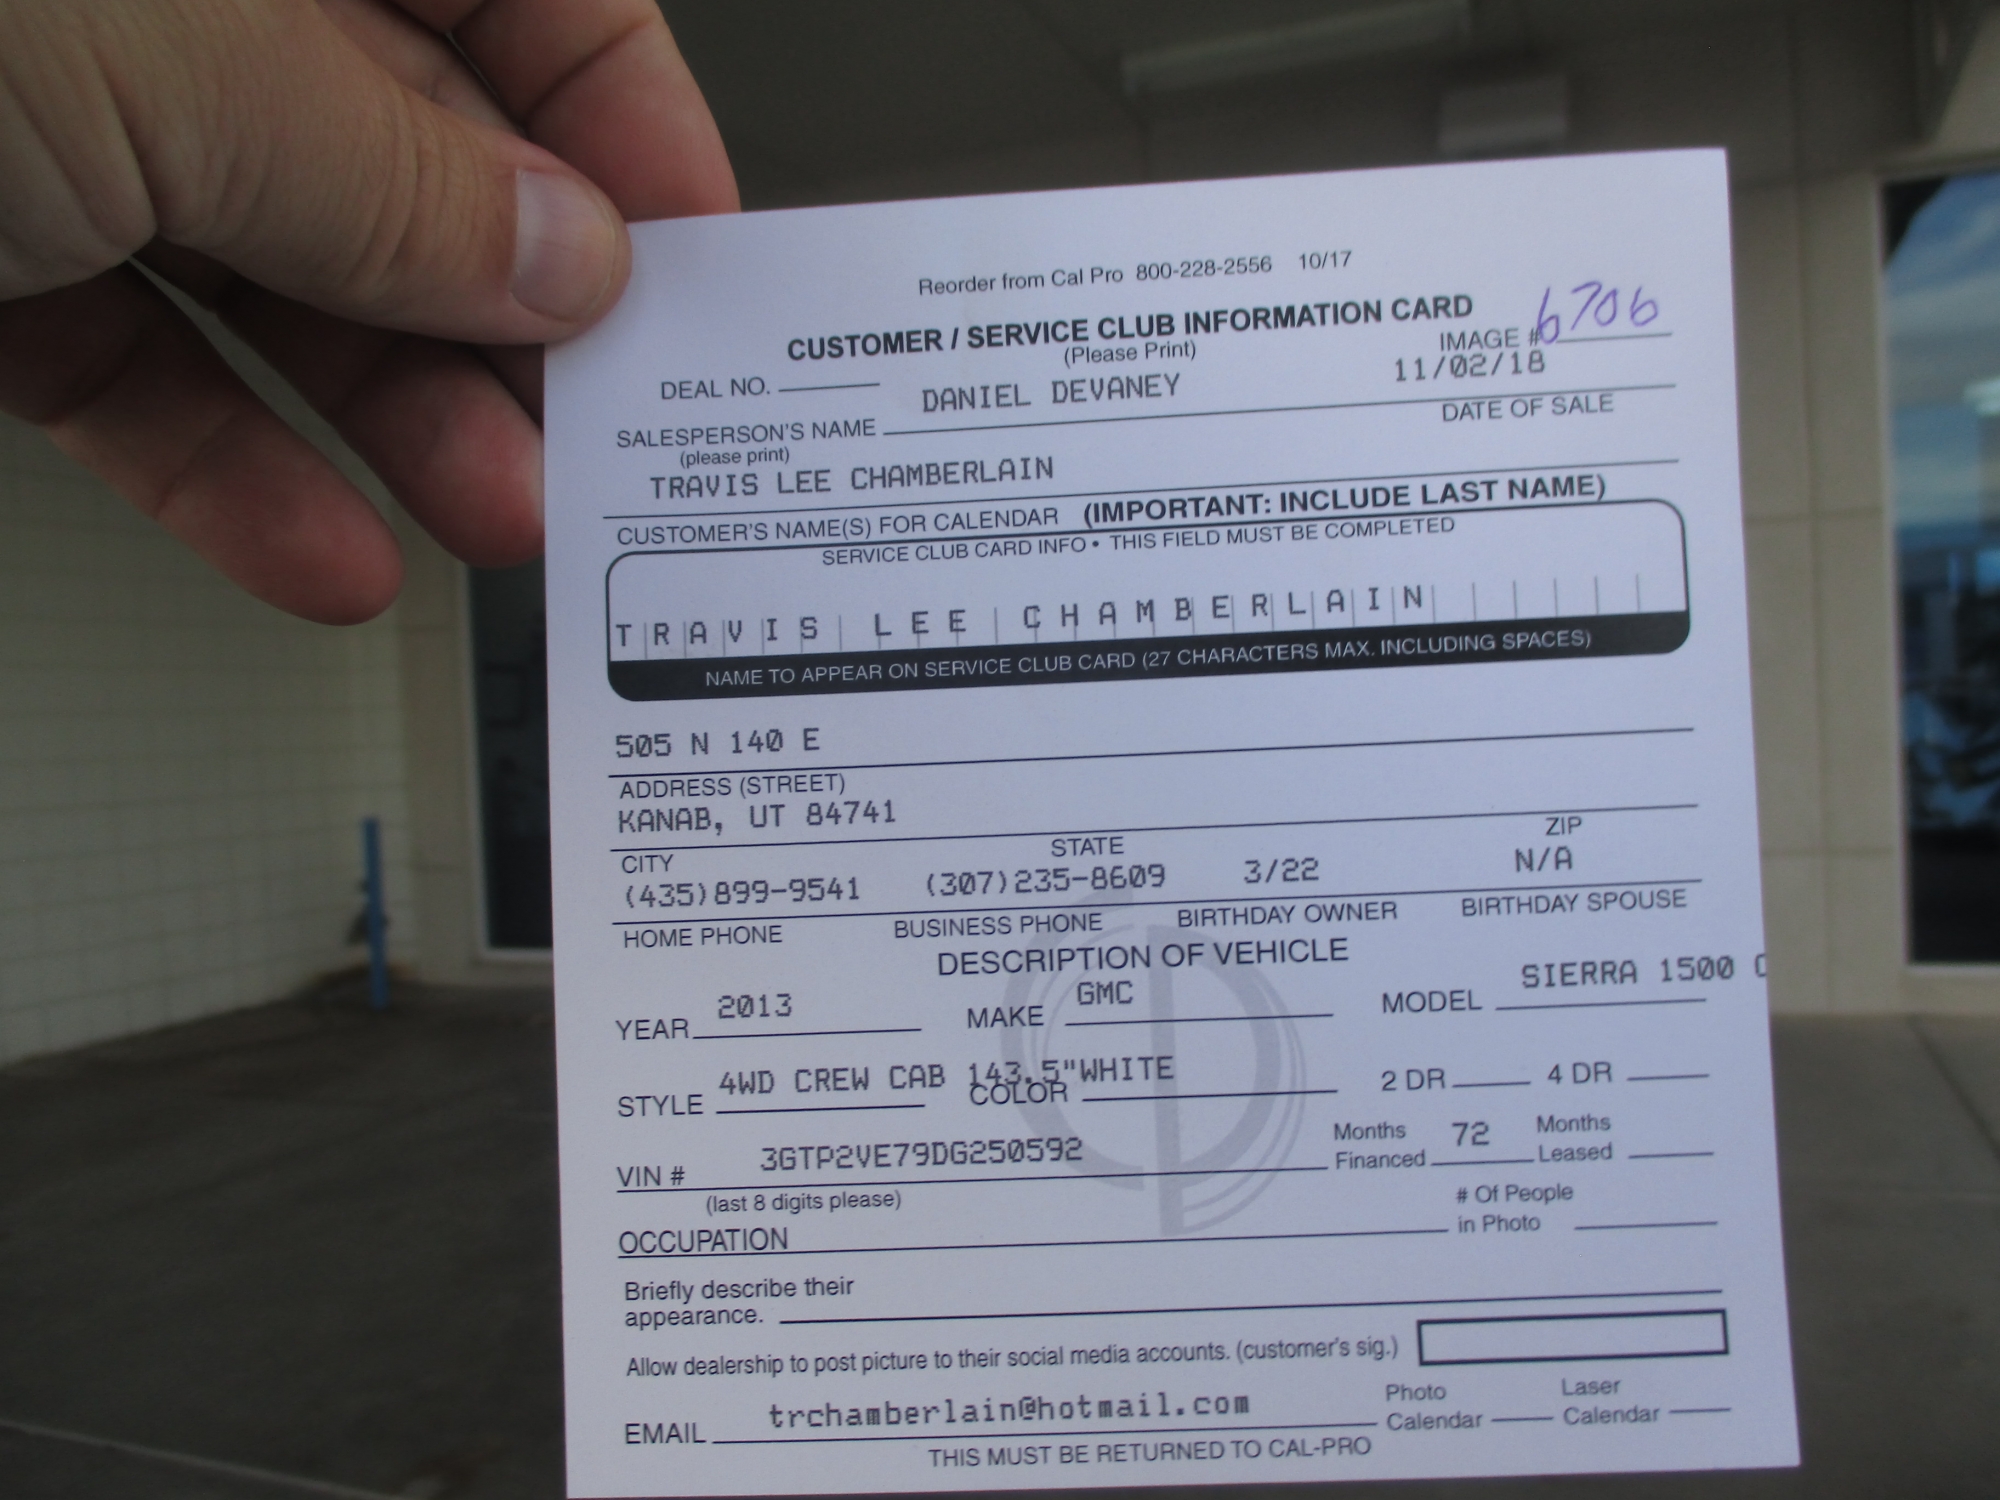 Reorder from Cal Pro 800-228-2556 10/17
CUSTOMER / SERVICE CLUB INFORMATION CARD
(Please Print)
IMAGE # 6706
DEAL NO.
DANIEL DEVANEY 11/02/18
SALESPERSON'S NAME DATE OF SALE
(please print)
TRAVIS LEE CHAMBERLAIN
CUSTOMER'S NAME(S) FOR CALENDAR (IMPORTANT: INCLUDE LAST NAME)
SERVICE CLUB CARD INFO • THIS FIELD MUST BE COMPLETED
TRAVIS LEE CHAMBERLAIN
NAME TO APPEAR ON SERVICE CLUB CARD (27 CHARACTERS MAX. INCLUDING SPACES)
505 N 140 E
ADDRESS (STREET)
KANAB, UT 84741
CITY STATE ZIP
(435)899-9541 (307)235-8609 3/22 N/A
HOME PHONE BUSINESS PHONE BIRTHDAY OWNER BIRTHDAY SPOUSE
DESCRIPTION OF VEHICLE
YEAR 2013 MAKE GMC MODEL SIERRA 1500
STYLE 4WD CREW CAB 143.5" COLOR WHITE 2 DR 4 DR
VIN # 3GTP2VE79DG250592 Months Financed 72 Months Leased
(last 8 digits please)
OCCUPATION # Of People in Photo
Briefly describe their
appearance.
Allow dealership to post picture to their social media accounts. (customer's sig.)
EMAIL trchamberlain@hotmail.com Photo Calendar Laser Calendar
THIS MUST BE RETURNED TO CAL-PRO